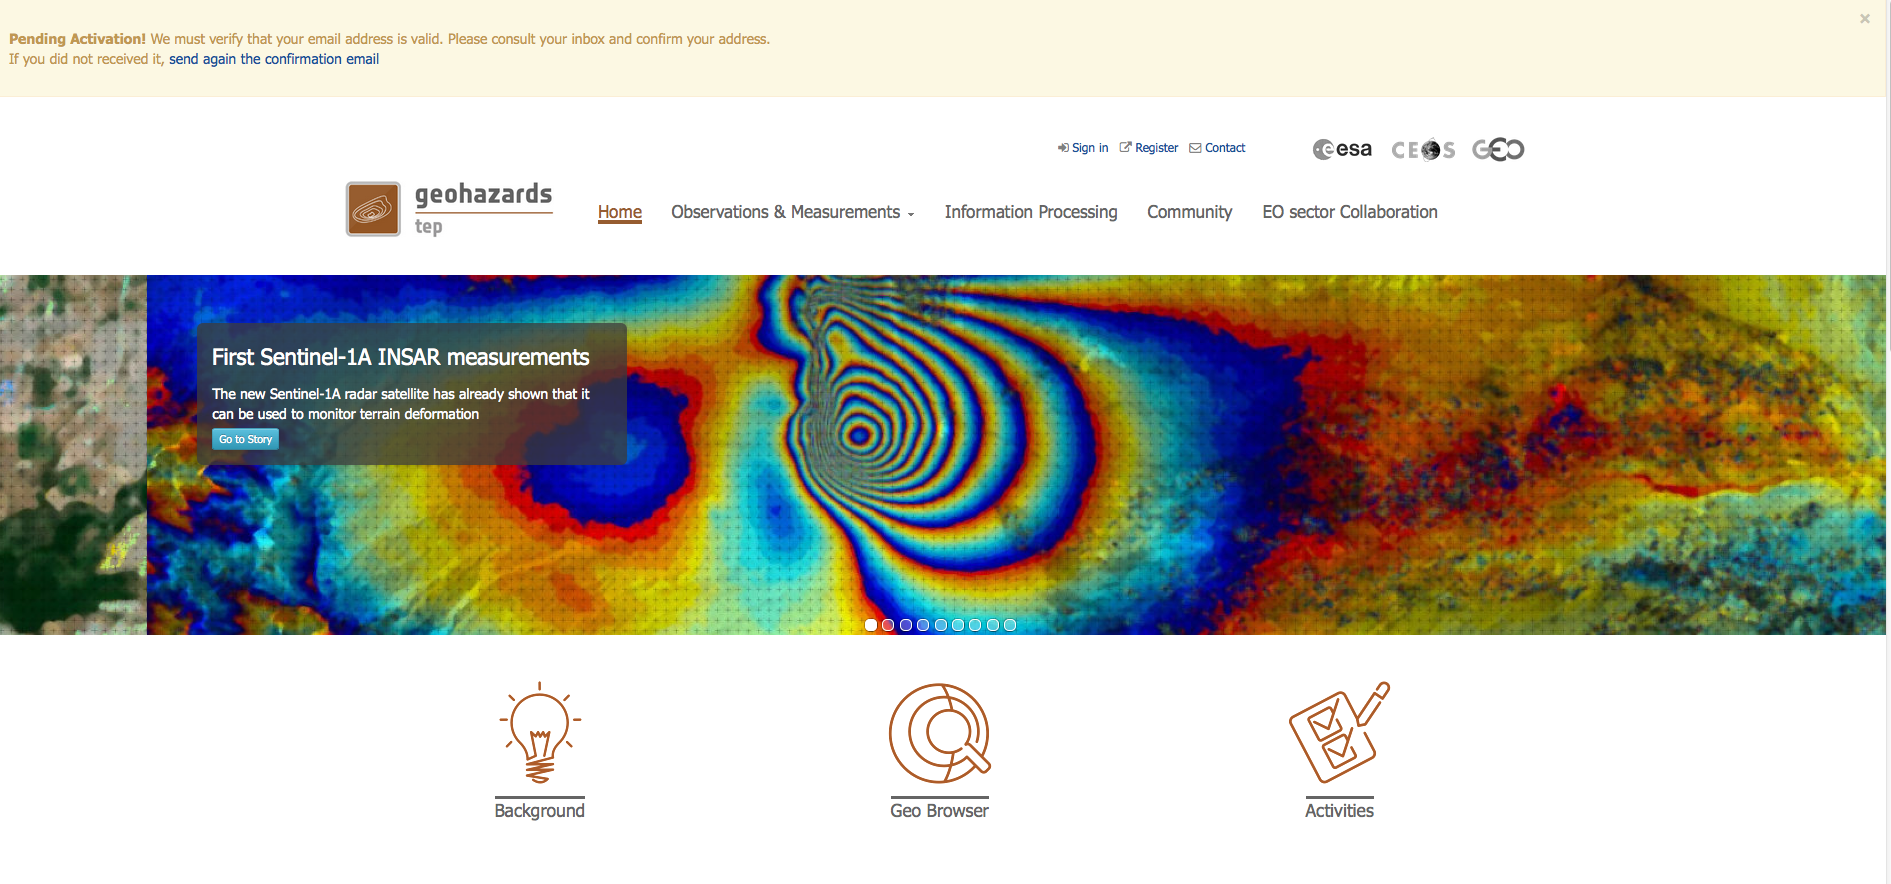 ×
Pending Activation! We must verify that your email address is valid. Please consult your inbox and confirm your address.
If you did not received it, send again the confirmation email
Sign in Register Contact
esa CEOS GEO
geohazards
tep
Home Observations & Measurements Information Processing Community EO sector Collaboration
First Sentinel-1A INSAR measurements
The new Sentinel-1A radar satellite has already shown that it
can be used to monitor terrain deformation
Go to Story
Background Geo Browser Activities